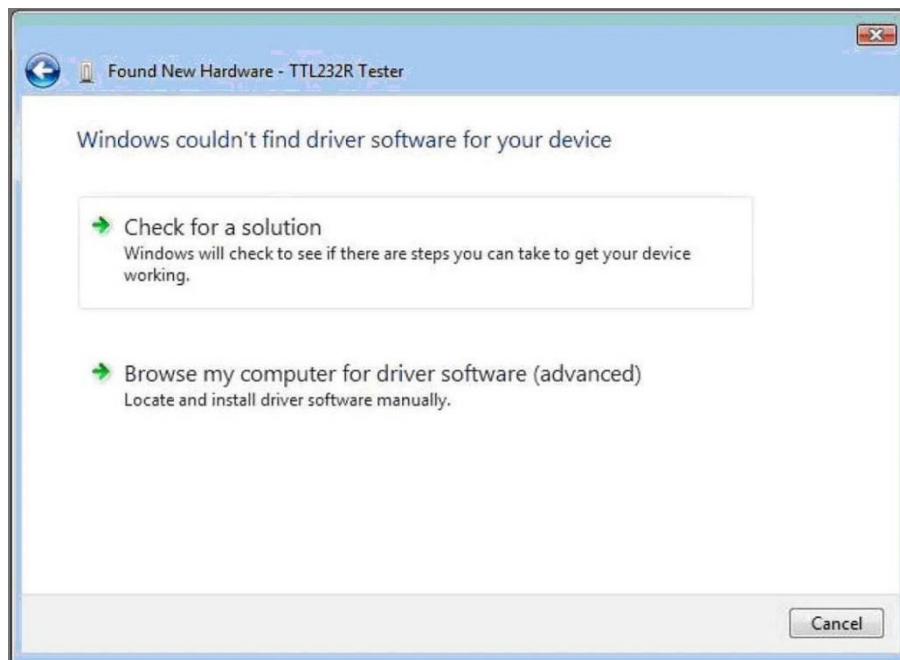 Found New Hardware - TTL232R Tester
Windows couldn't find driver software for your device
Check for a solution
Windows will check to see if there are steps you can take to get your device
working.
Browse my computer for driver software (advanced)
Locate and install driver software manually.
Cancel